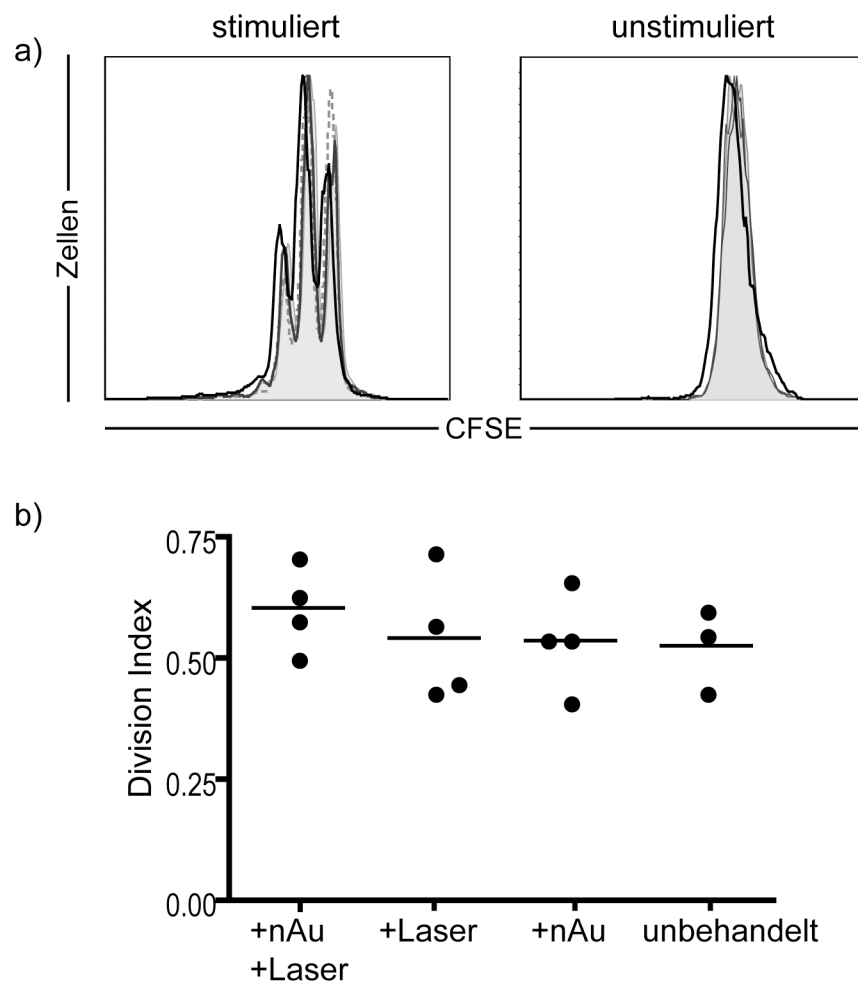 a)
stimuliert
unstimuliert
Zellen
CFSE
b)
Division Index
0.75
0.50
0.25
0.00
+nAu
+Laser
+Laser
+nAu
unbehandelt